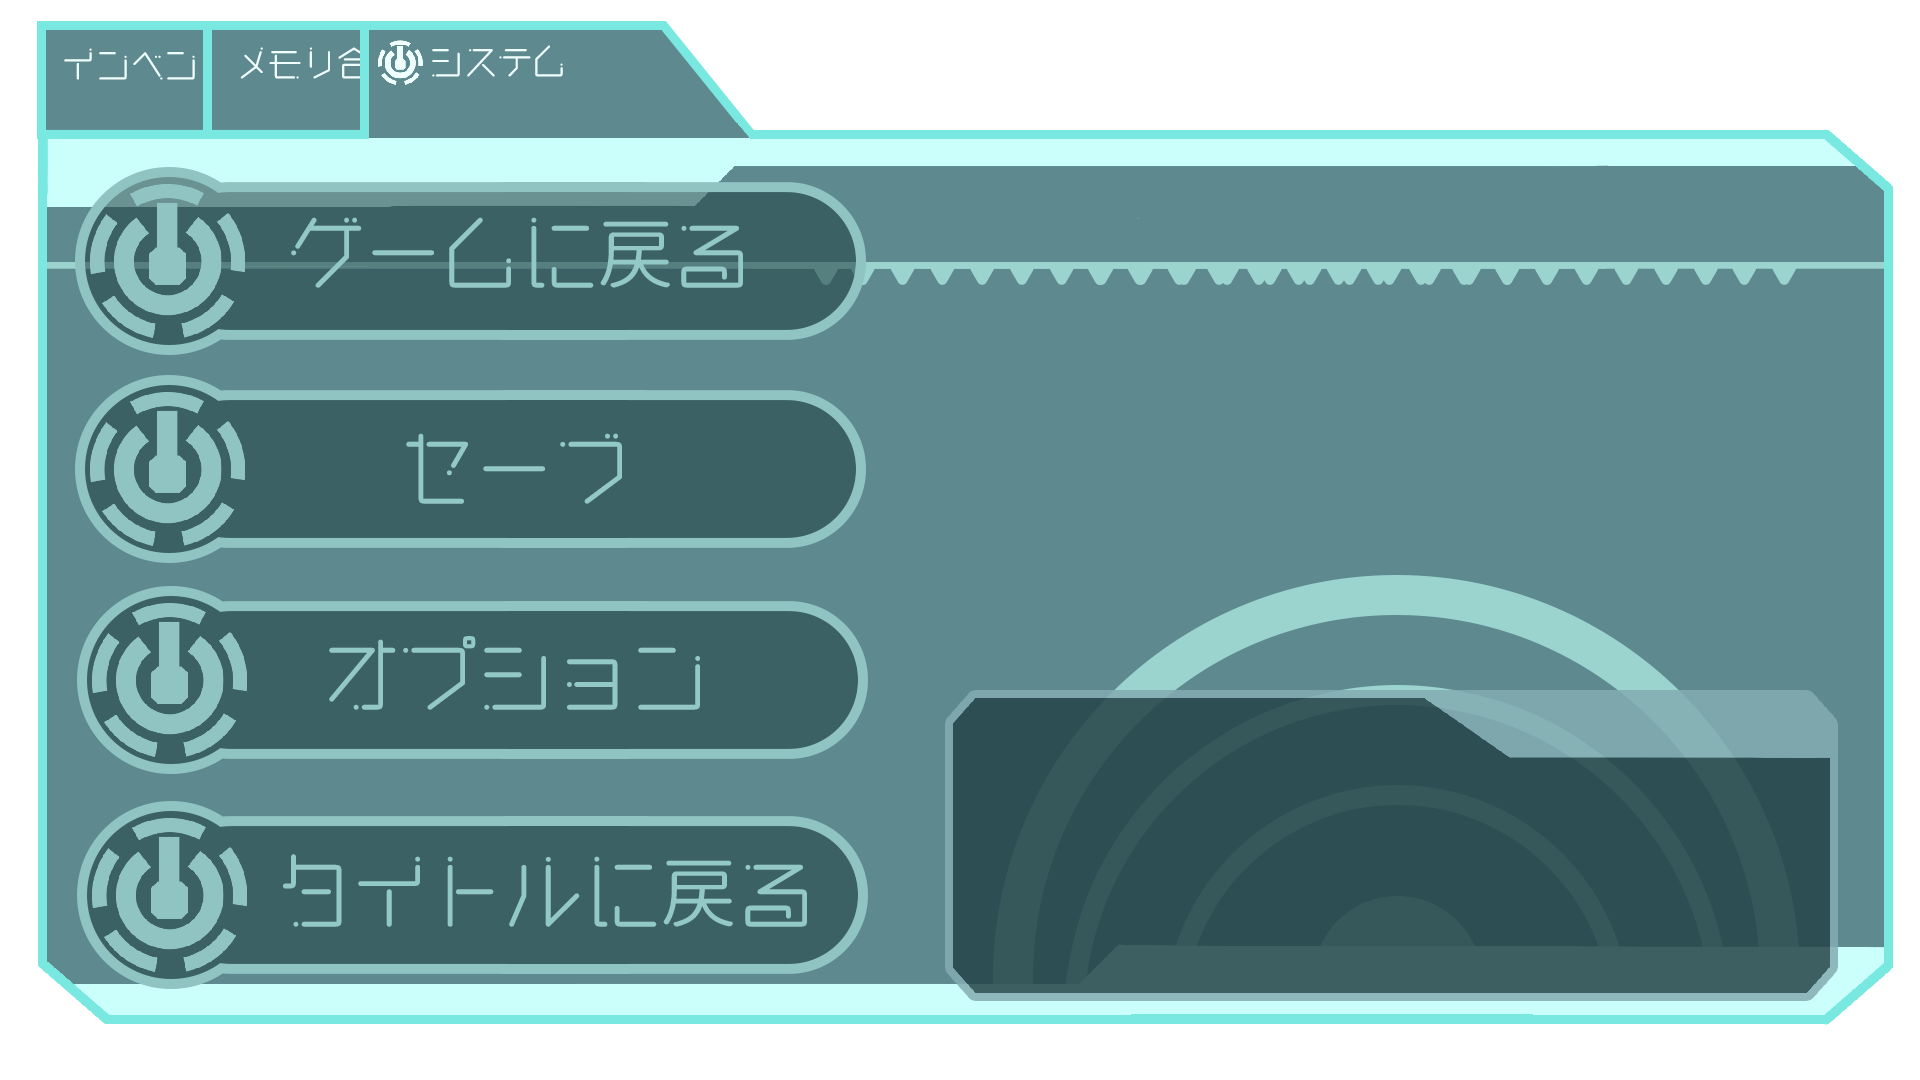 インベン
メモリ合
システム
ゲームに戻る
セーブ
オプション
タイトルに戻る